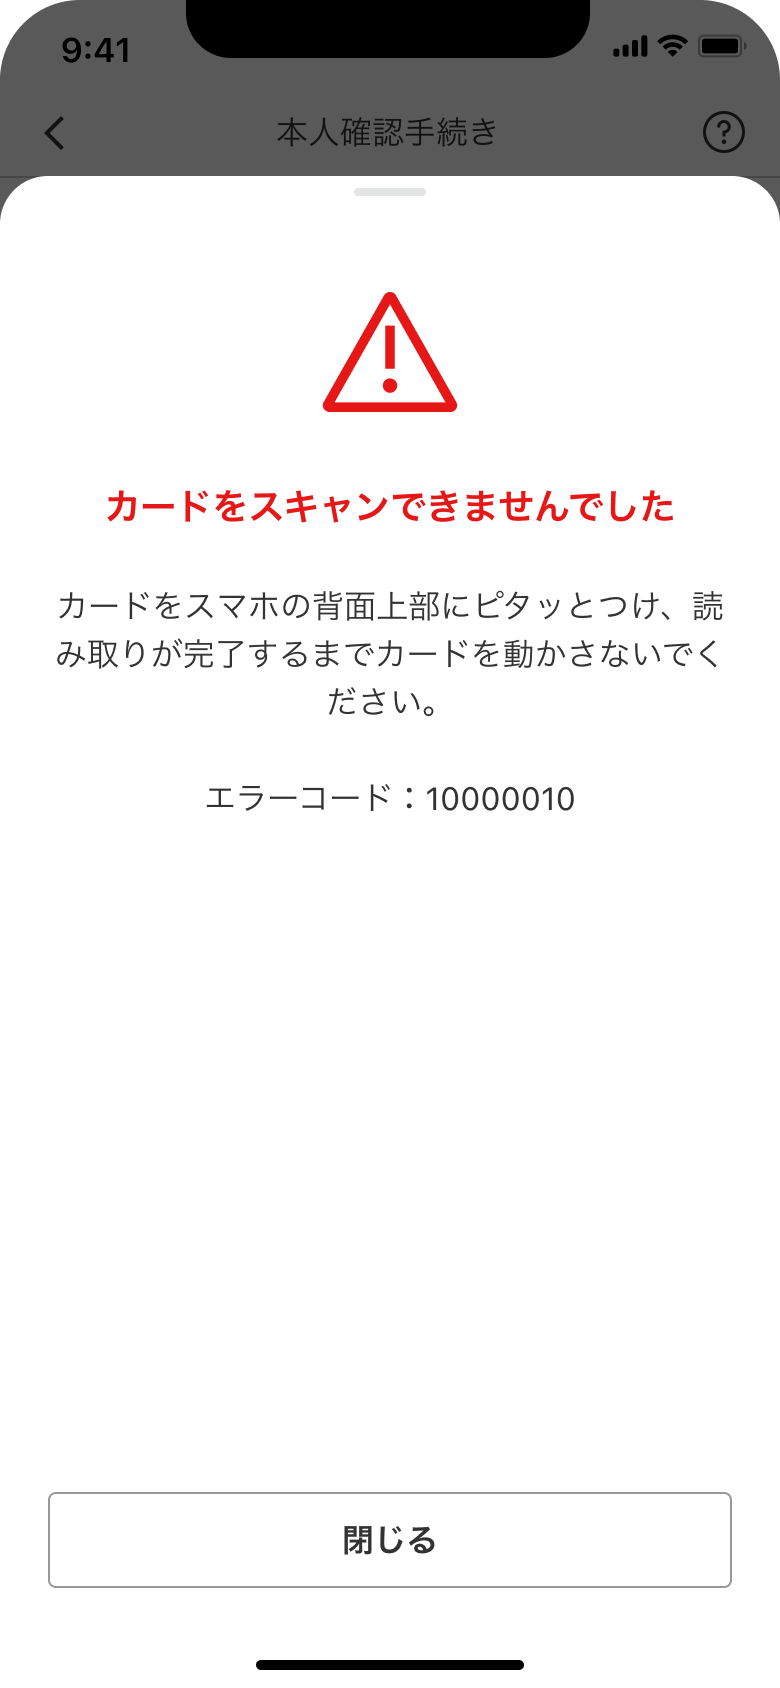 9:41
本人確認手続き
カードをスキャンできませんでした
カードをスマホの背面上部にピタッとつけ、読
み取りが完了するまでカードを動かさないでく
ださい。
エラーコード：10000010
閉じる